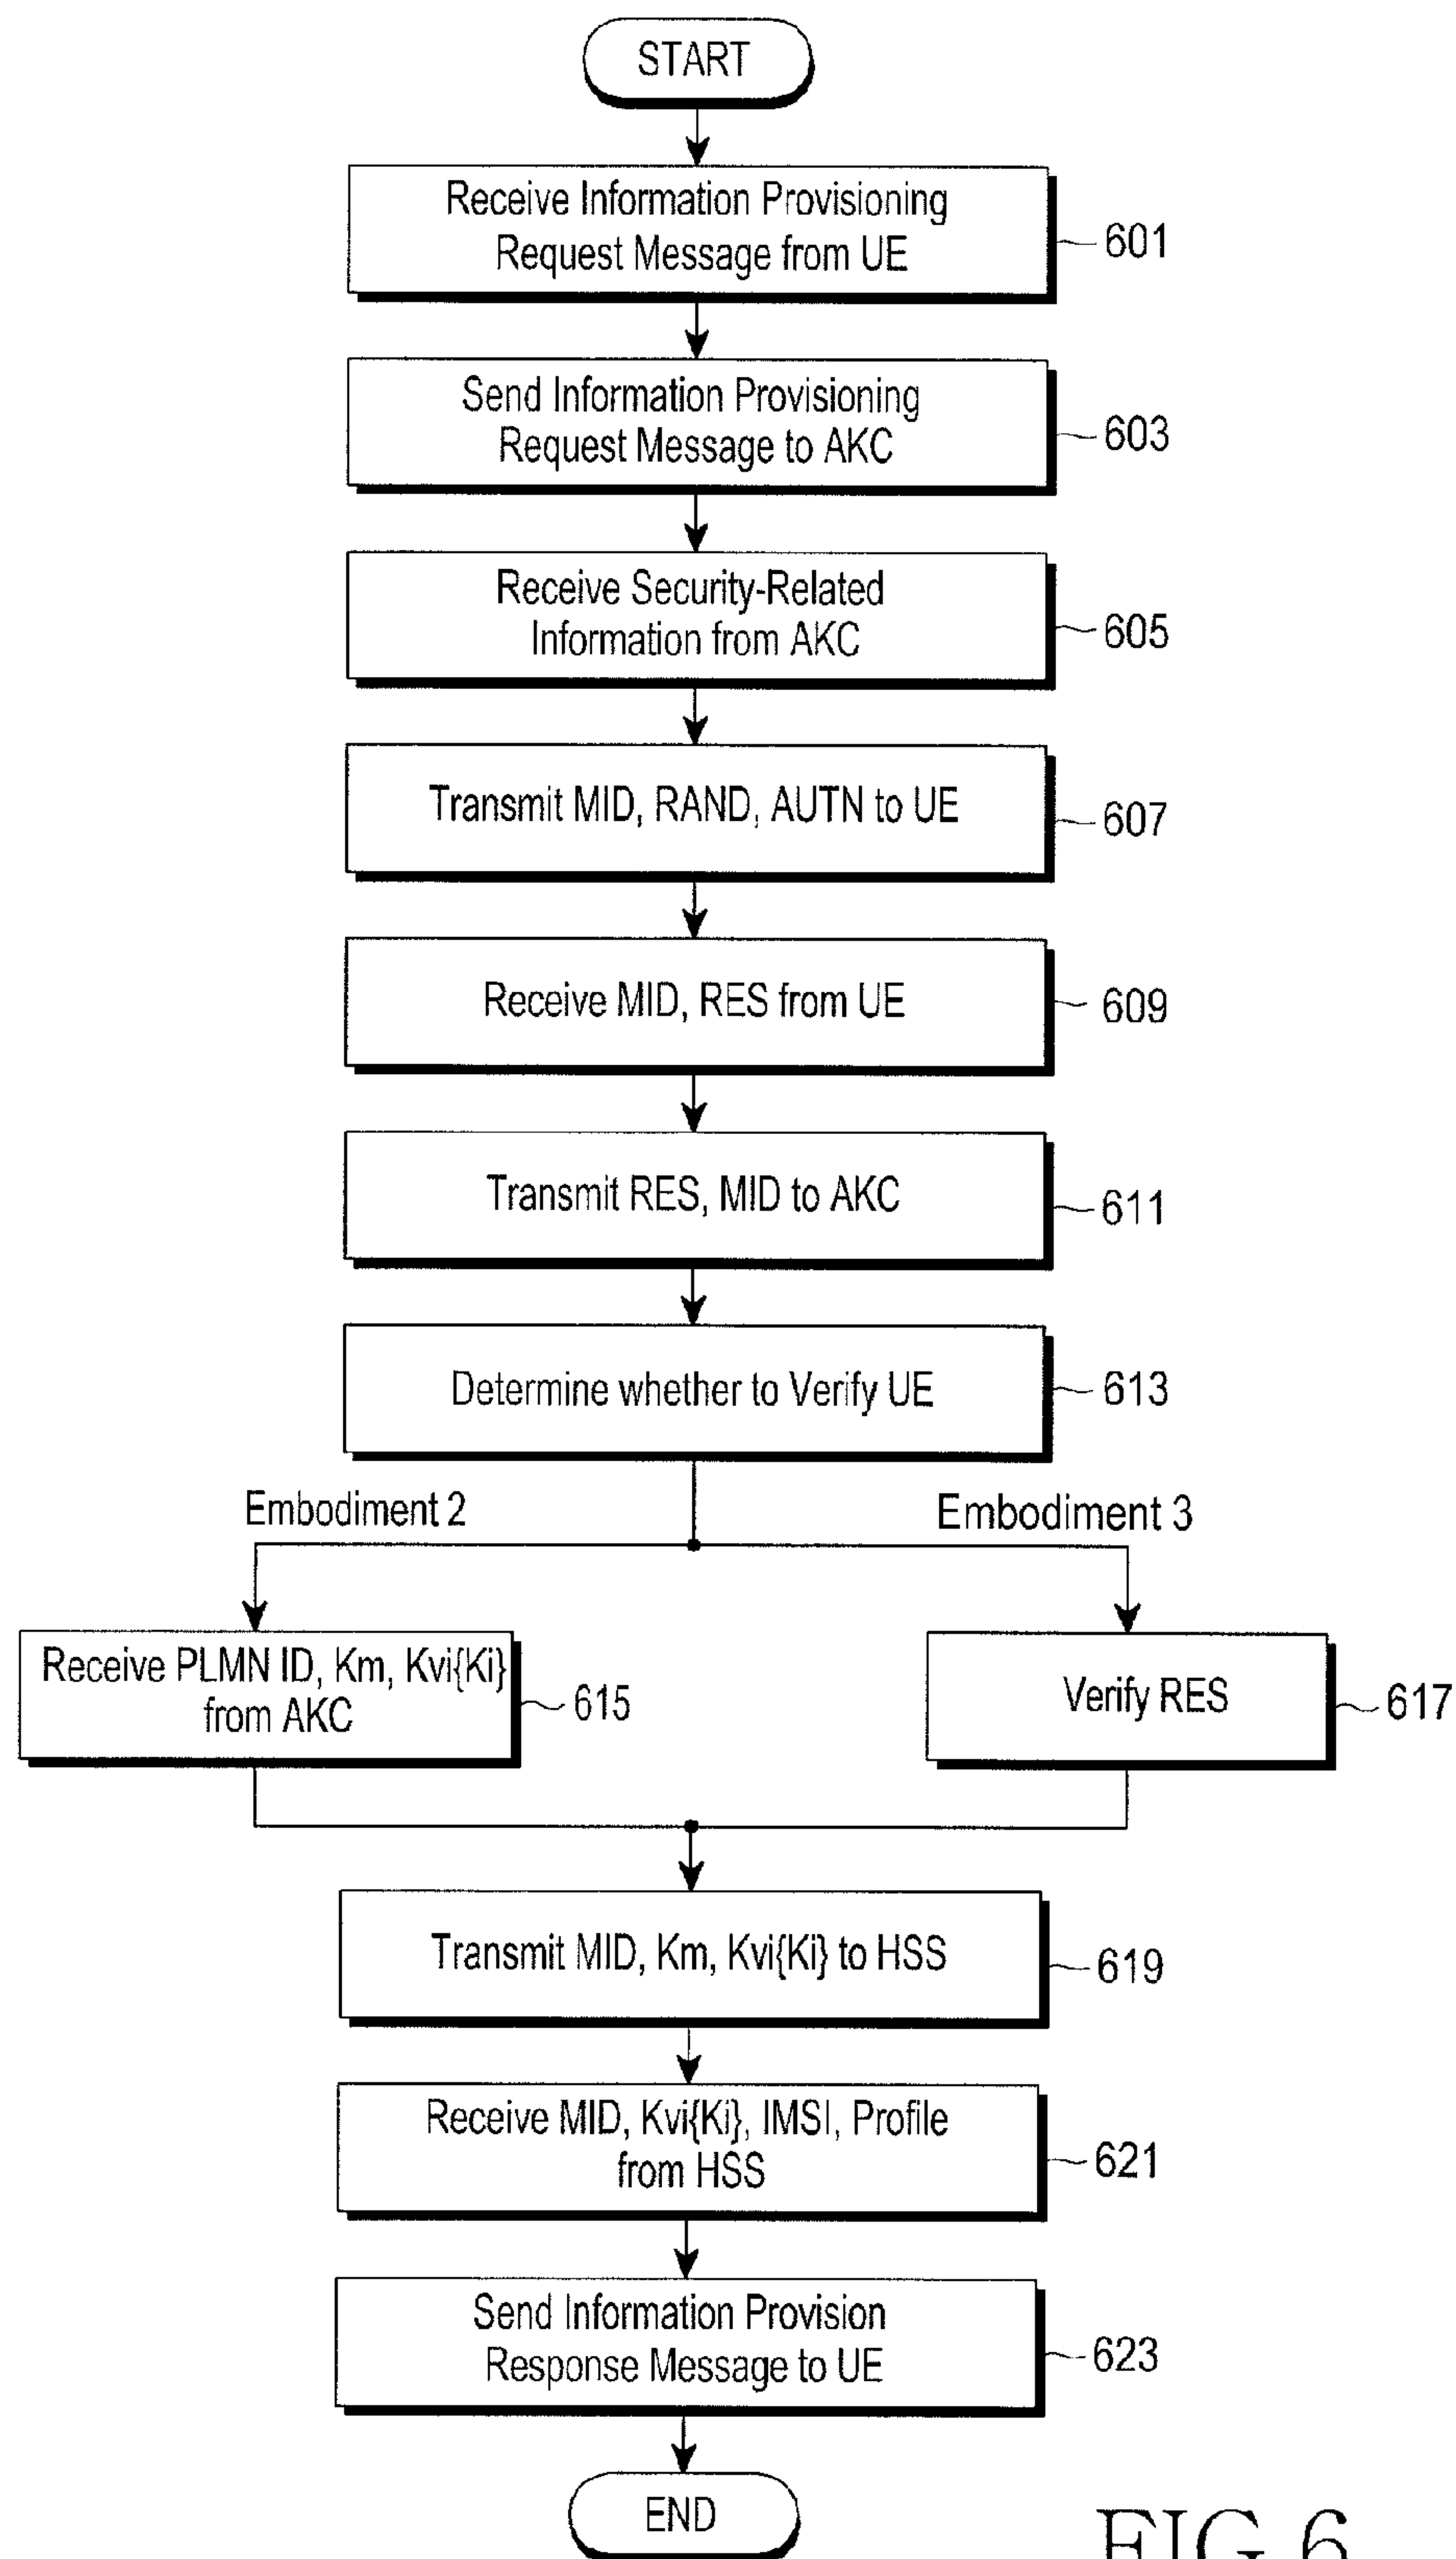 START
Receive Information Provisioning
Request Message from UE
601
Send Information Provisioning
Request Message to AKC
603
Receive Security-Related
Information from AKC
605
Transmit MID, RAND, AUTN to UE
607
Receive MID, RES from UE
609
Transmit RES, MID to AKC
611
Determine whether to Verify UE
613
Embodiment 2
Embodiment 3
Receive PLMN ID, Km, Kvi{Ki}
from AKC
615
Verify RES
617
Transmit MID, Km, Kvi{Ki} to HSS
619
Receive MID, Kvi{Ki}, IMSI, Profile
from HSS
621
Send Information Provision
Response Message to UE
623
END
FIG.6